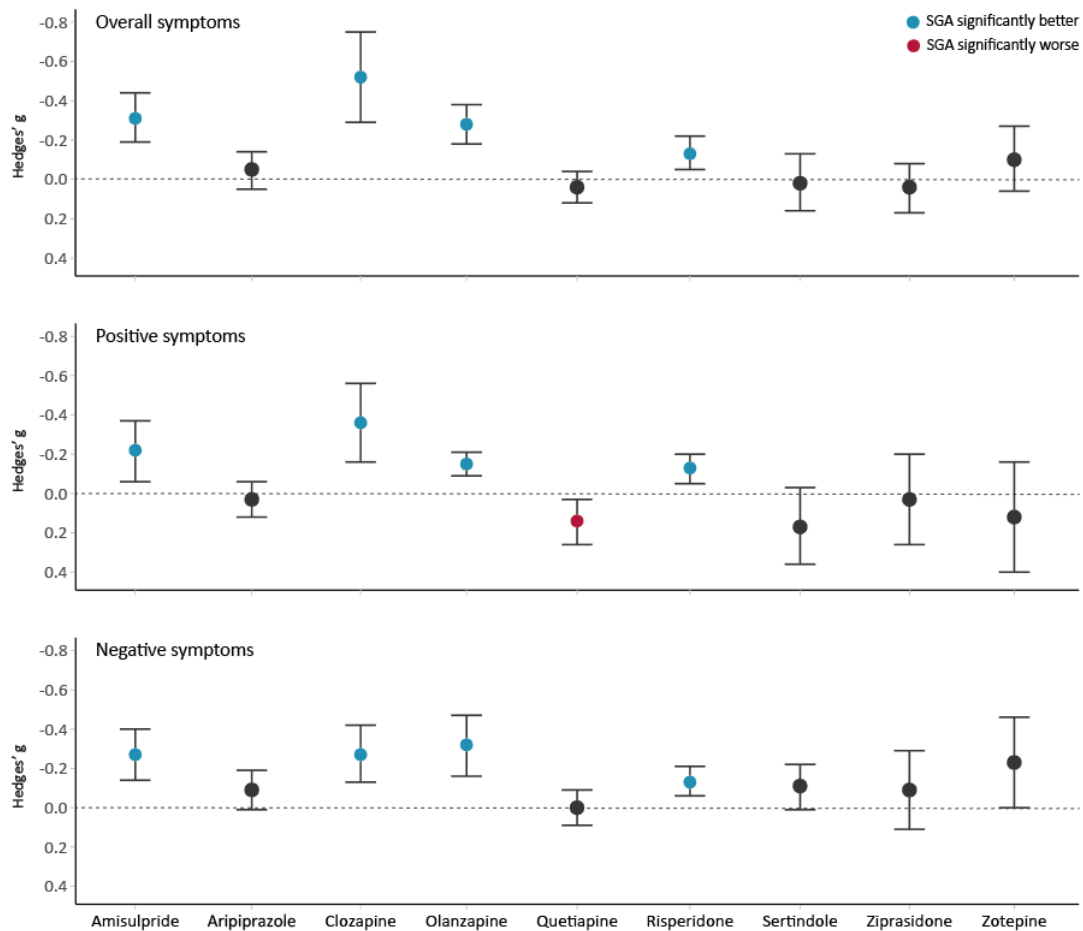 Overall symptoms
SGA significantly better
SGA significantly worse
Hedges' g
-0.8
-0.6
-0.4
-0.2
0.0
0.2
0.4
Positive symptoms
Hedges' g
-0.8
-0.6
-0.4
-0.2
0.0
0.2
0.4
Negative symptoms
Hedges' g
-0.8
-0.6
-0.4
-0.2
0.0
0.2
0.4
Amisulpride Aripiprazole Clozapine Olanzapine Quetiapine Risperidone Sertindole Ziprasidone Zotepine